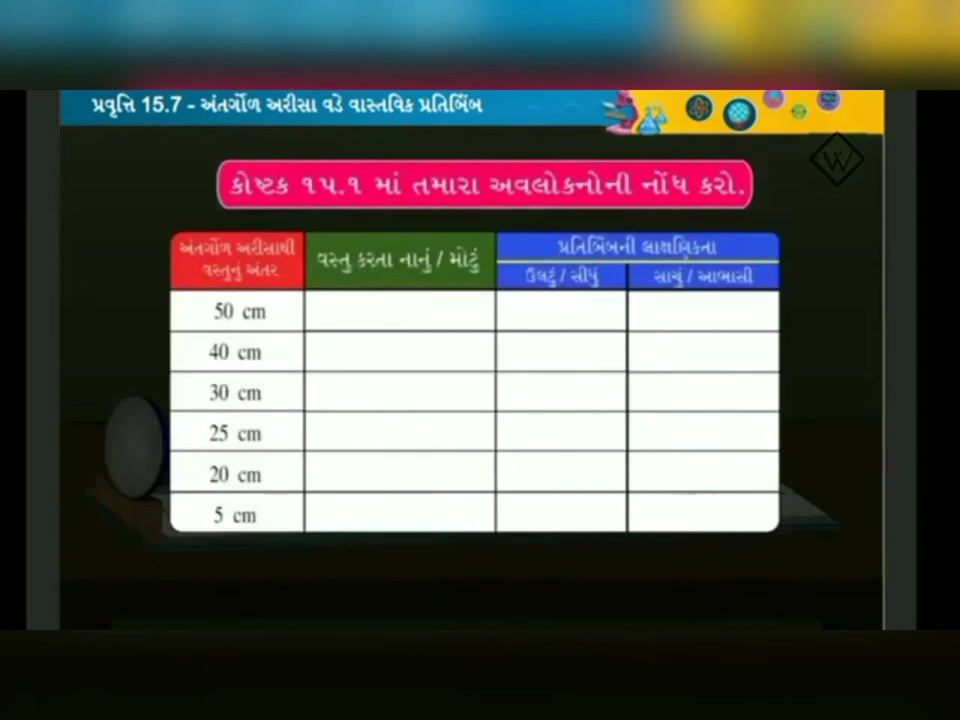 પ્રવૃત્તિ 15.7 - અંતર્ગોળ અરીસા વડે વાસ્તવિક પ્રતિબિંબ
કોષ્ટક ૧૫.૧ માં તમારા અવલોકનોની નોંધ કરો.
અંતર્ગોળ અરીસાથી
વસ્તુનું અંતર
વસ્તુ કરતા નાનું / મોટું
પ્રતિબિંબની લાક્ષણિકતા
ઉલટું / સીધું
સાચું / આભાસી
50 cm
40 cm
30 cm
25 cm
20 cm
5 cm
W